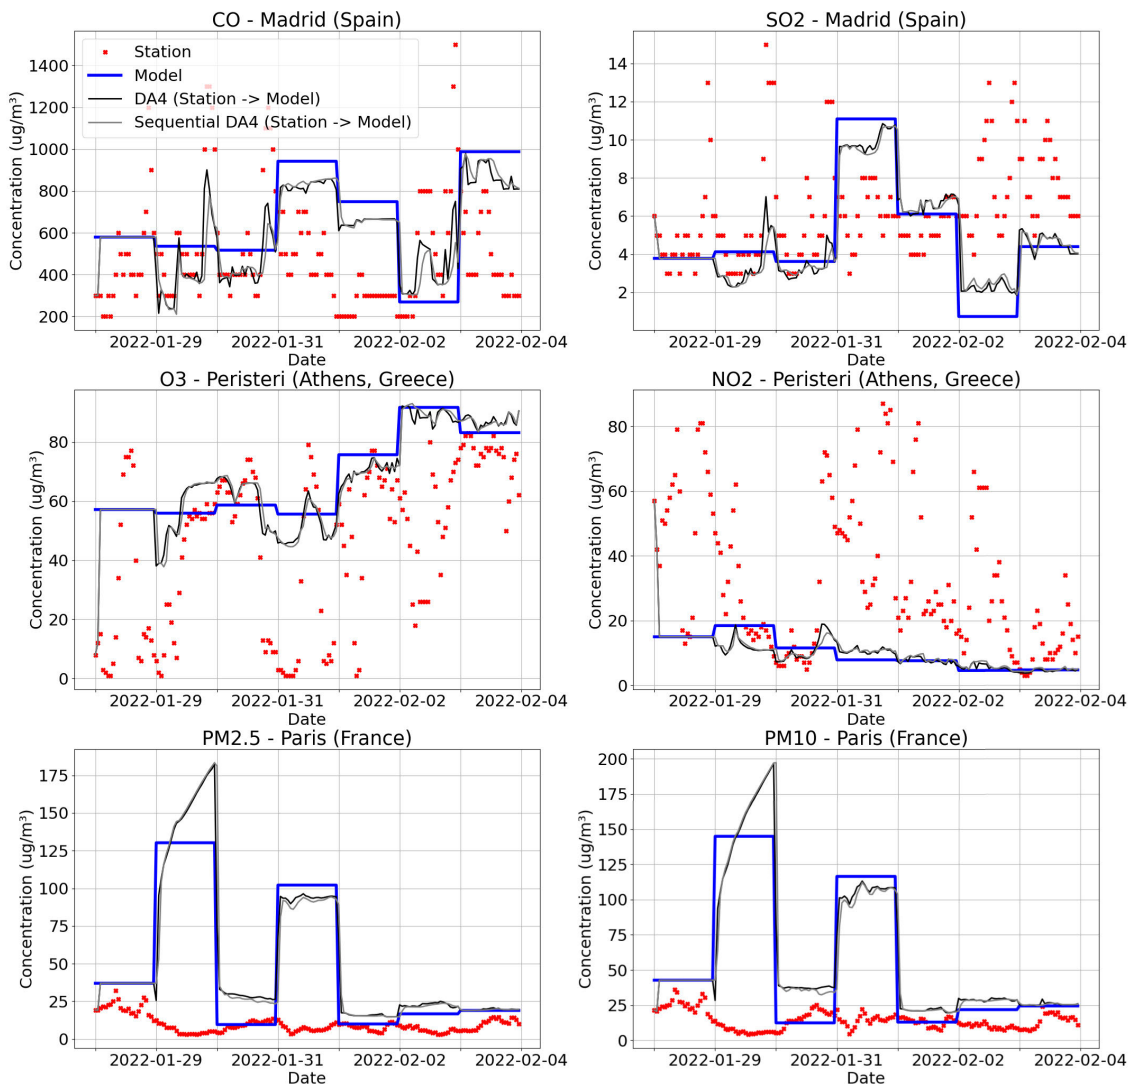 CO - Madrid (Spain)
Concentration (ug/m³)
1400
1200
1000
800
600
400
200
Station
Model
DA4 (Station -> Model)
Sequential DA4 (Station -> Model)
2022-01-29 2022-01-31 2022-02-02 2022-02-04
Date
SO2 - Madrid (Spain)
Concentration (ug/m³)
14
12
10
8
6
4
2
2022-01-29 2022-01-31 2022-02-02 2022-02-04
Date
O3 - Peristeri (Athens, Greece)
Concentration (ug/m³)
80
60
40
20
0
2022-01-29 2022-01-31 2022-02-02 2022-02-04
Date
NO2 - Peristeri (Athens, Greece)
Concentration (ug/m³)
80
60
40
20
0
2022-01-29 2022-01-31 2022-02-02 2022-02-04
Date
PM2.5 - Paris (France)
Concentration (ug/m³)
175
150
125
100
75
50
25
0
2022-01-29 2022-01-31 2022-02-02 2022-02-04
Date
PM10 - Paris (France)
Concentration (ug/m³)
200
175
150
125
100
75
50
25
0
2022-01-29 2022-01-31 2022-02-02 2022-02-04
Date